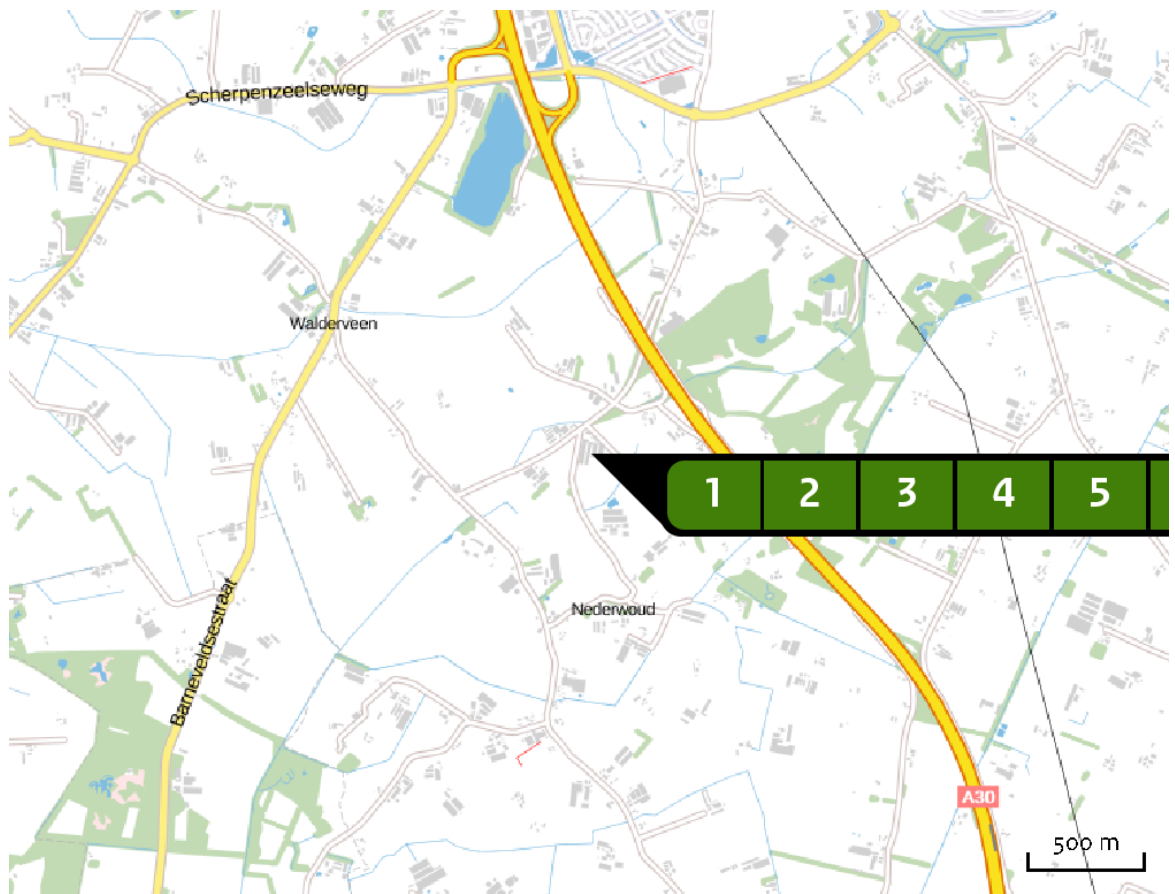 Scherpenzeelseweg
Walderveen
1 2 3 4 5
Barneveldsestraat
Nederwoud
A30
500 m